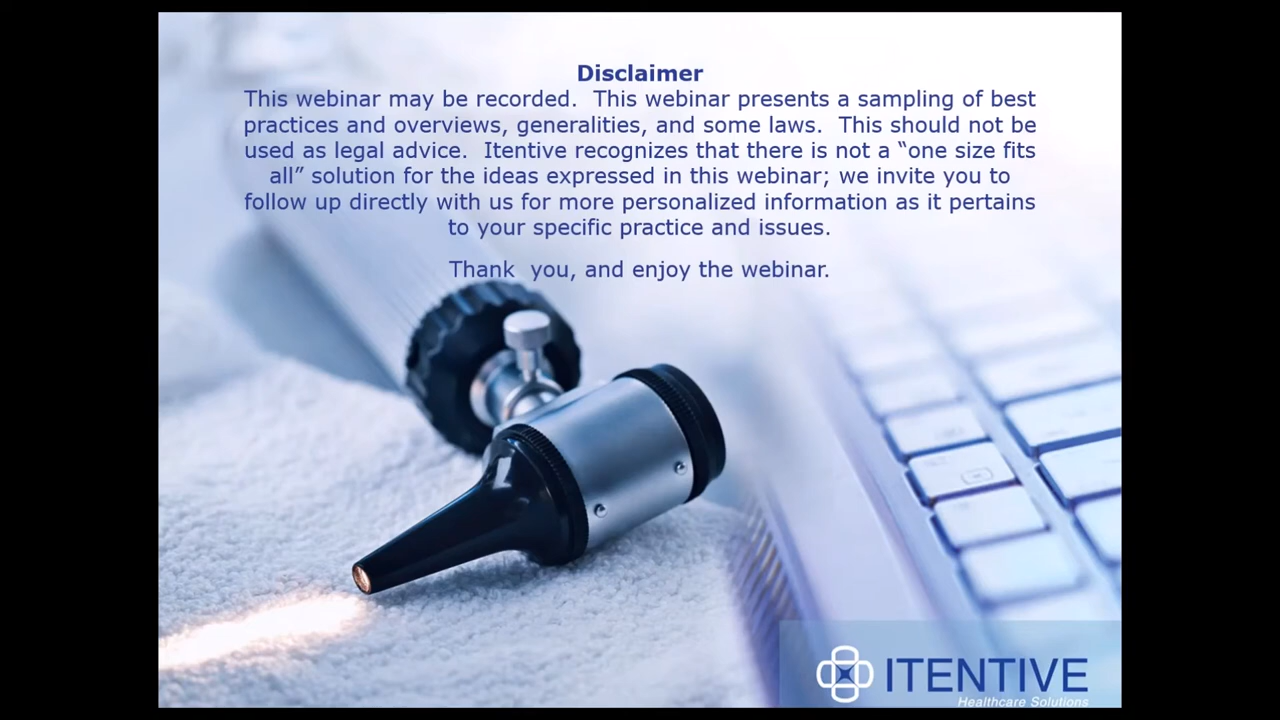 Disclaimer
This webinar may be recorded.  This webinar presents a sampling of best
practices and overviews, generalities, and some laws.  This should not be
used as legal advice.  Itentive recognizes that there is not a “one size fits
all” solution for the ideas expressed in this webinar; we invite you to
follow up directly with us for more personalized information as it pertains
to your specific practice and issues.
Thank  you, and enjoy the webinar.
ITENTIVE
Healthcare Solutions